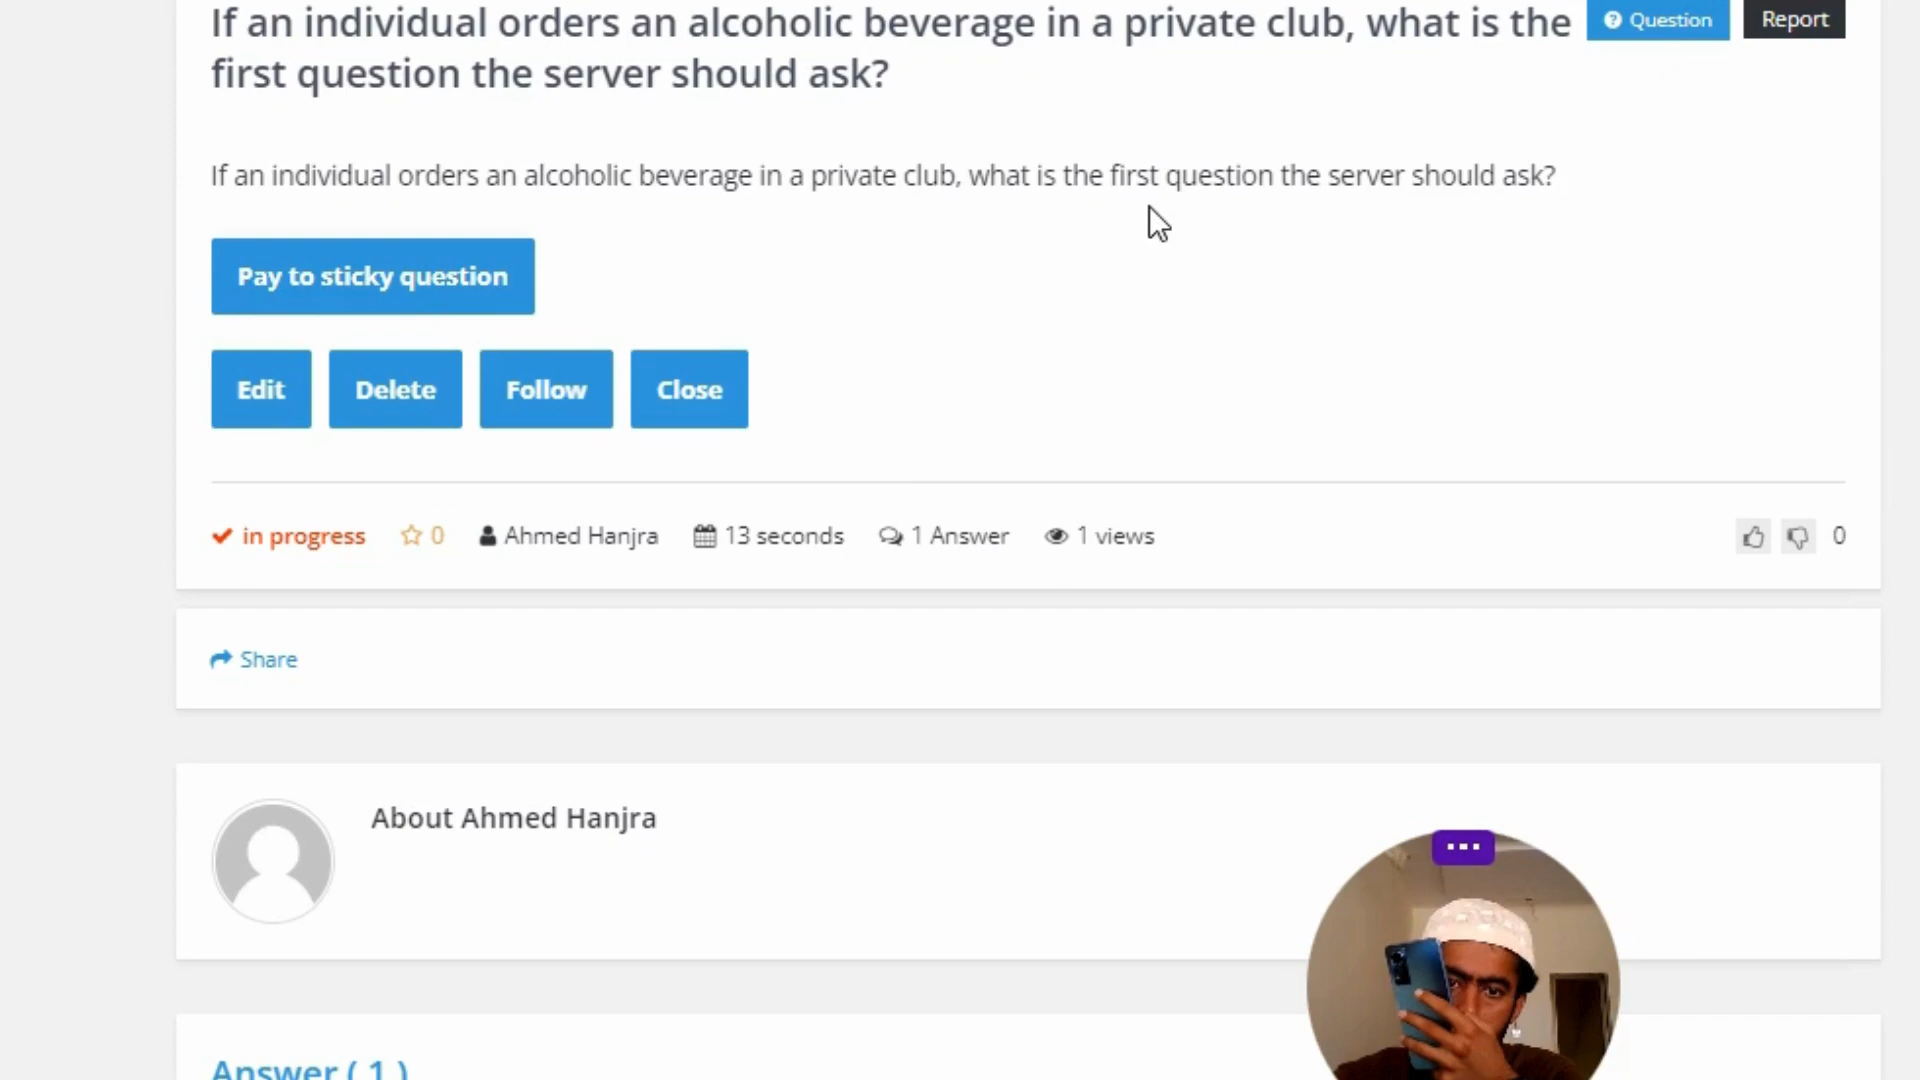 If an individual orders an alcoholic beverage in a private club, what is the
first question the server should ask?
Question
Report
If an individual orders an alcoholic beverage in a private club, what is the first question the server should ask?
Pay to sticky question
Edit
Delete
Follow
Close
in progress
0
Ahmed Hanjra
13 seconds
1 Answer
1 views
0
Share
About Ahmed Hanjra
Answer ( 1 )